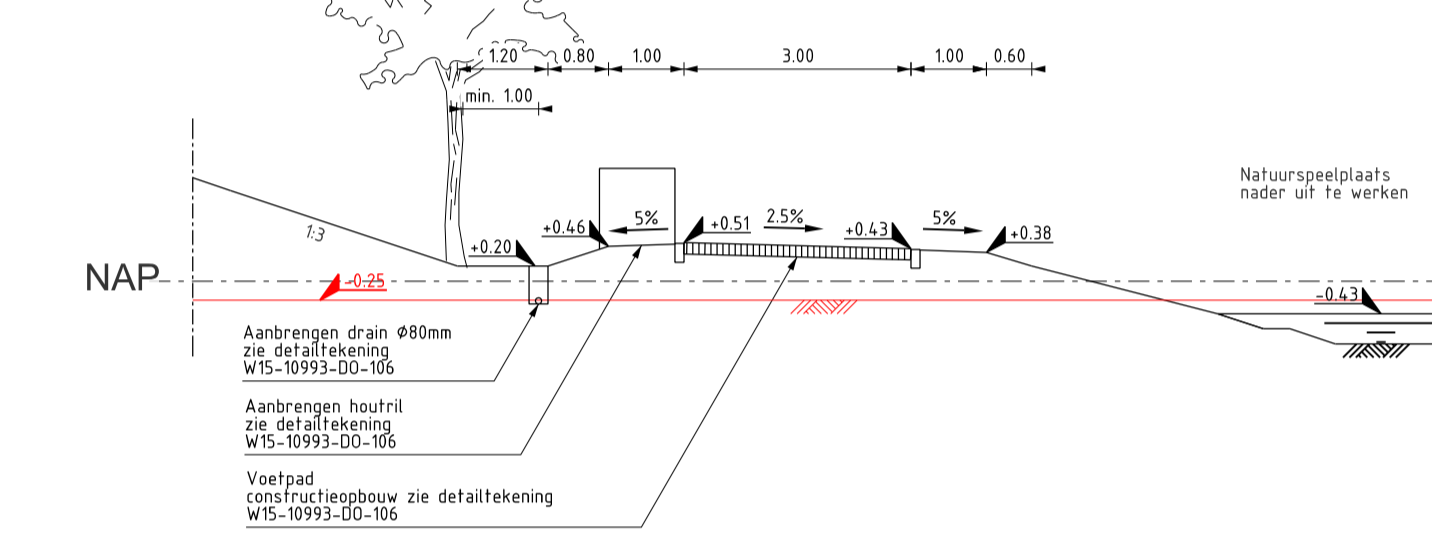 1.20 0.80 1.00 3.00 1.00 0.60
min. 1.00
Natuurspeelplaats
nader uit te werken
1:3
+0.20
+0.46
5%
+0.51
2.5%
+0.43
5%
+0.38
NAP
-0.25
-0.43
Aanbrengen drain Ø80mm
zie detailtekening
W15-10993-DO-106
Aanbrengen houtril
zie detailtekening
W15-10993-DO-106
Voetpad
constructieopbouw zie detailtekening
W15-10993-DO-106